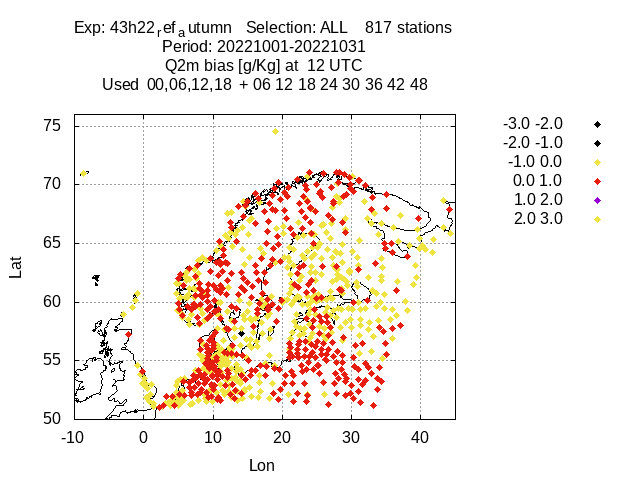 Exp: 43h22refautumn Selection: ALL 817 stations
Period: 20221001-20221031
Q2m bias [g/Kg] at 12 UTC
Used 00,06,12,18 + 06 12 18 24 30 36 42 48
-3.0 -2.0
-2.0 -1.0
-1.0 0.0
0.0 1.0
1.0 2.0
2.0 3.0
75
70
65
60
55
50
Lat
-10 0 10 20 30 40
Lon